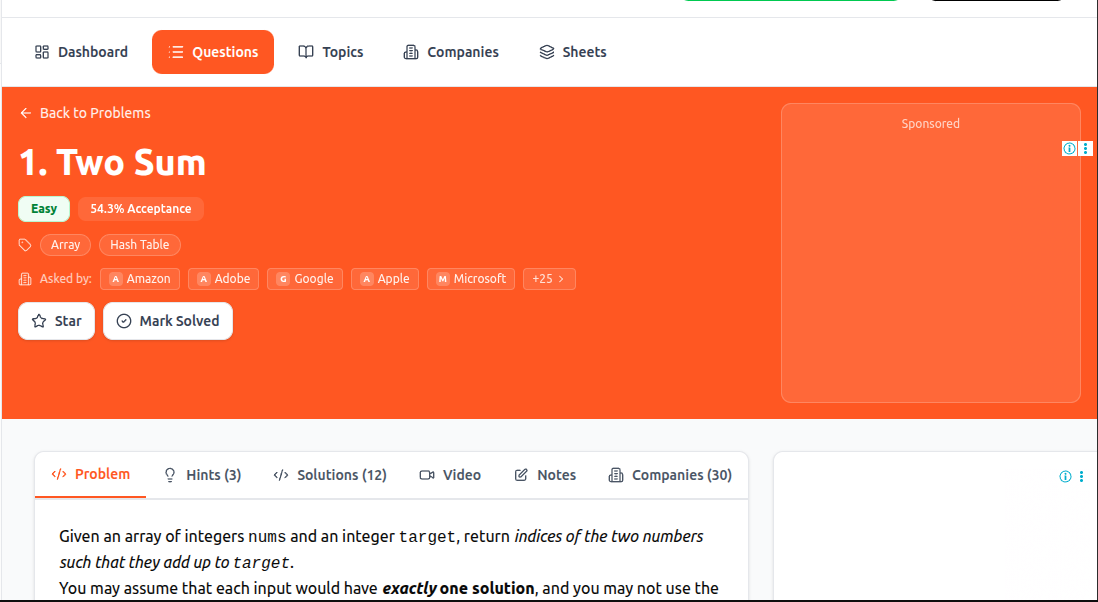 Dashboard Questions Topics Companies Sheets
Back to Problems
Sponsored
1. Two Sum
Easy 54.3% Acceptance
Array Hash Table
Asked by: A Amazon A Adobe G Google A Apple M Microsoft +25
Star Mark Solved
Problem Hints (3) Solutions (12) Video Notes Companies (30)
Given an array of integers nums and an integer target, return indices of the two numbers
such that they add up to target.
You may assume that each input would have exactly one solution, and you may not use the